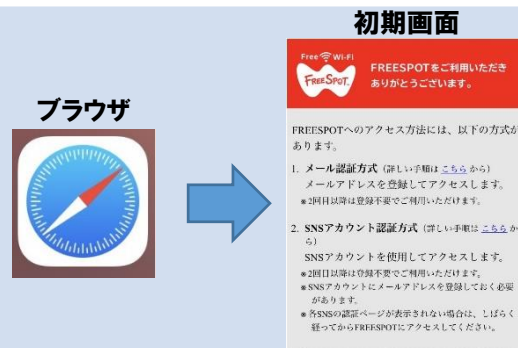 初期画面
Free Wi-Fi
FREESPOT
FREESPOTをご利用いただき
ありがとうございます。
ブラウザ
FREESPOTへのアクセス方法には、以下の方式が
あります。
1. メール認証方式（詳しい手順は こちら から）
メールアドレスを登録してアクセスします。
※2回目以降は登録不要でご利用いただけます。
2. SNSアカウント認証方式（詳しい手順は こちら か
ら）
SNSアカウントを使用してアクセスします。
※2回目以降は登録不要でご利用いただけます。
※SNSアカウントにメールアドレスを登録しておく必要
があります。
※各SNSの認証ページが表示されない場合は、しばらく
経ってからFREESPOTにアクセスしてください。